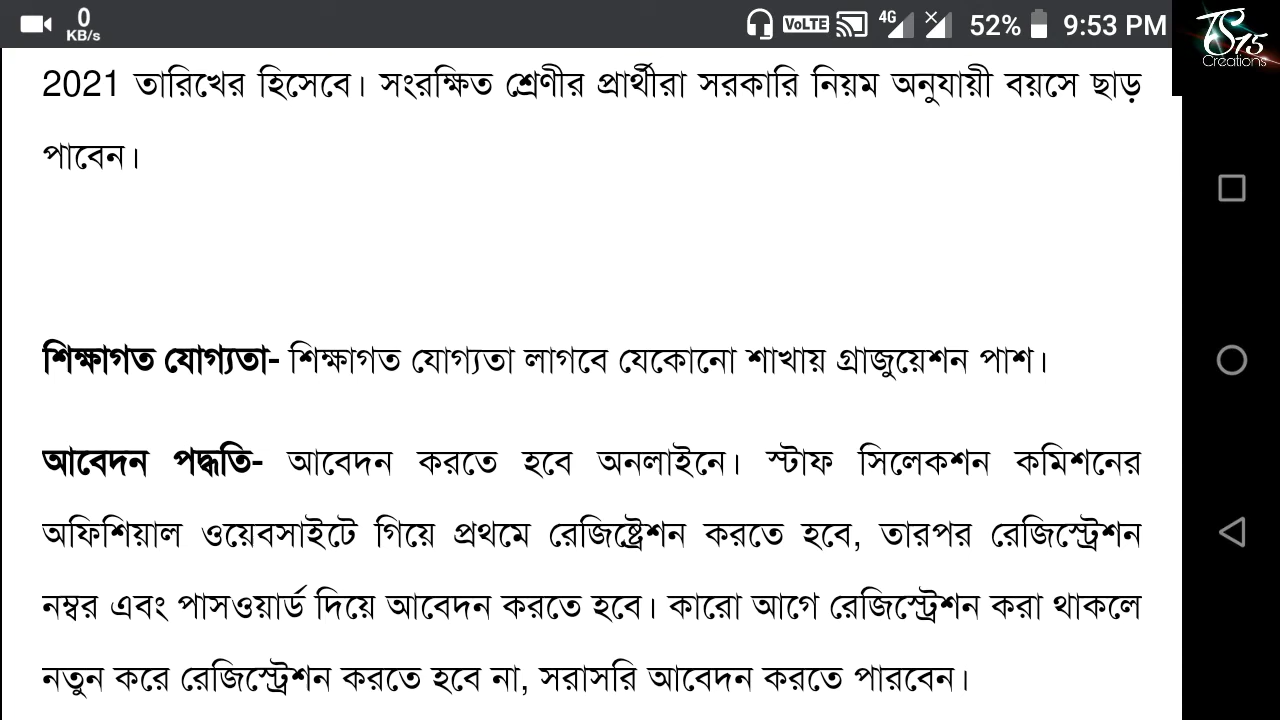 0
KB/s
VoLTE 4G 52% 9:53 PM
TS15
Creations
2021 তারিখের হিসেবে। সংরক্ষিত শ্রেণীর প্রার্থীরা সরকারি নিয়ম অনুযায়ী বয়সে ছাড়
পাবেন।
শিক্ষাগত যোগ্যতা- শিক্ষাগত যোগ্যতা লাগবে যেকোনো শাখায় গ্রাজুয়েশন পাশ।
আবেদন পদ্ধতি- আবেদন করতে হবে অনলাইনে। স্টাফ সিলেকশন কমিশনের
অফিশিয়াল ওয়েবসাইটে গিয়ে প্রথমে রেজিষ্ট্রেশন করতে হবে, তারপর রেজিস্ট্রেশন
নম্বর এবং পাসওয়ার্ড দিয়ে আবেদন করতে হবে। কারো আগে রেজিস্ট্রেশন করা থাকলে
নতুন করে রেজিস্ট্রেশন করতে হবে না, সরাসরি আবেদন করতে পারবেন।